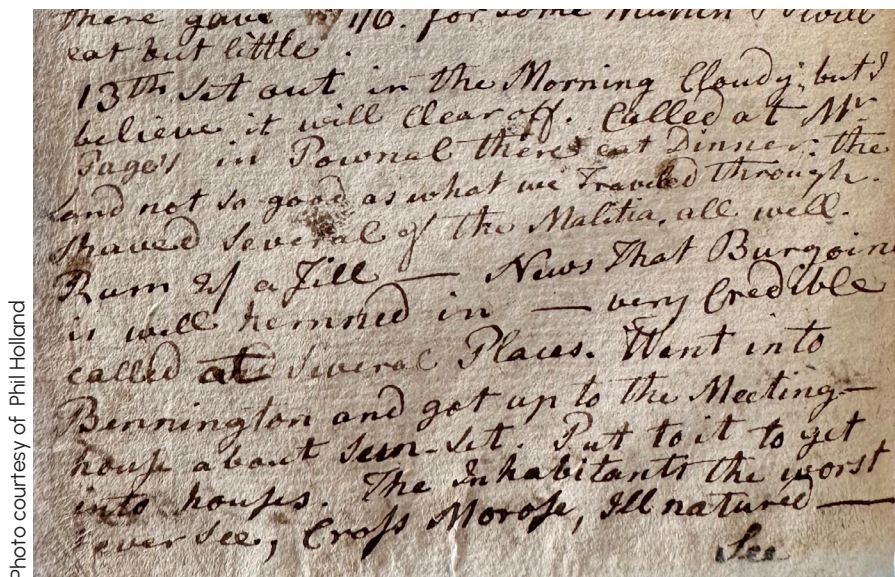 there gave 1/6. for some Mutten I will
eat but little.
13th Set out in the Morning Cloudy; but I
believe it will Clear off. Called at Mr.
Page's in Pownal there eat Dinner: the
Land not so good as what we Traveled through.
Shaved Several of the Malitia, all well.
Rum 2/ a Jill — News That Burgoin
is well hemmed in — very Credible
called at Several Places. Went into
Bennington and got up to the Meeting-
house about Sun-Set. Put to it to get
into houses. The Inhabitants the worst
I ever See, Cross Morose, Ill natured —
See
Photo courtesy of Phil Holland